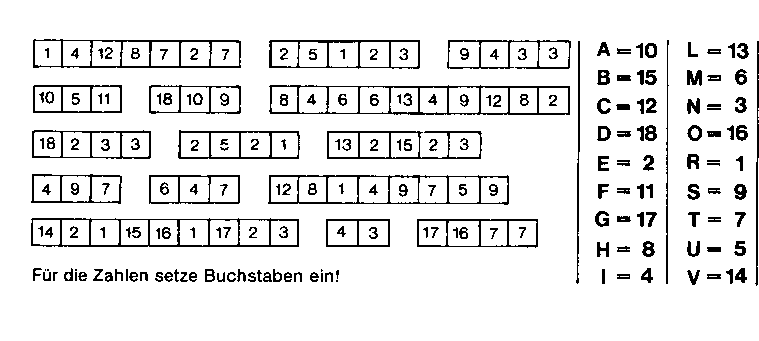 1 4 12 8 7 2 7 2 5 1 2 3 9 4 3 3
10 5 11 18 10 9 8 4 6 6 13 4 9 12 8 2
18 2 3 3 2 5 2 1 13 2 15 2 3
4 9 7 6 4 7 12 8 1 4 9 7 5 9
14 2 1 15 16 1 17 2 3 4 3 17 16 7 7
Für die Zahlen setze Buchstaben ein!
A = 10
B = 15
C = 12
D = 18
E = 2
F = 11
G = 17
H = 8
I = 4
L = 13
M = 6
N = 3
O = 16
R = 1
S = 9
T = 7
U = 5
V = 14